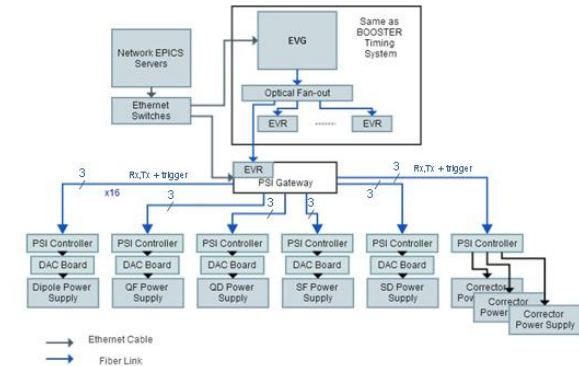 Same as
BOOSTER
Timing
System
EVG
Network EPICS
Servers
Optical Fan-out
Ethernet
Switches
EVR
........
EVR
EVR
PSI Gateway
3
Rx,Tx + trigger
x16
3
3
3
3
3
Rx,Tx + trigger
PSI Controller
PSI Controller
PSI Controller
PSI Controller
PSI Controller
PSI Controller
DAC Board
DAC Board
DAC Board
DAC Board
DAC Board
Dipole Power
Supply
QF Power
Supply
QD Power
Supply
SF Power
Supply
SD Power
Supply
Corrector
Power
Corrector
Power
Corrector
Power Supply
Ethernet Cable
Fiber Link